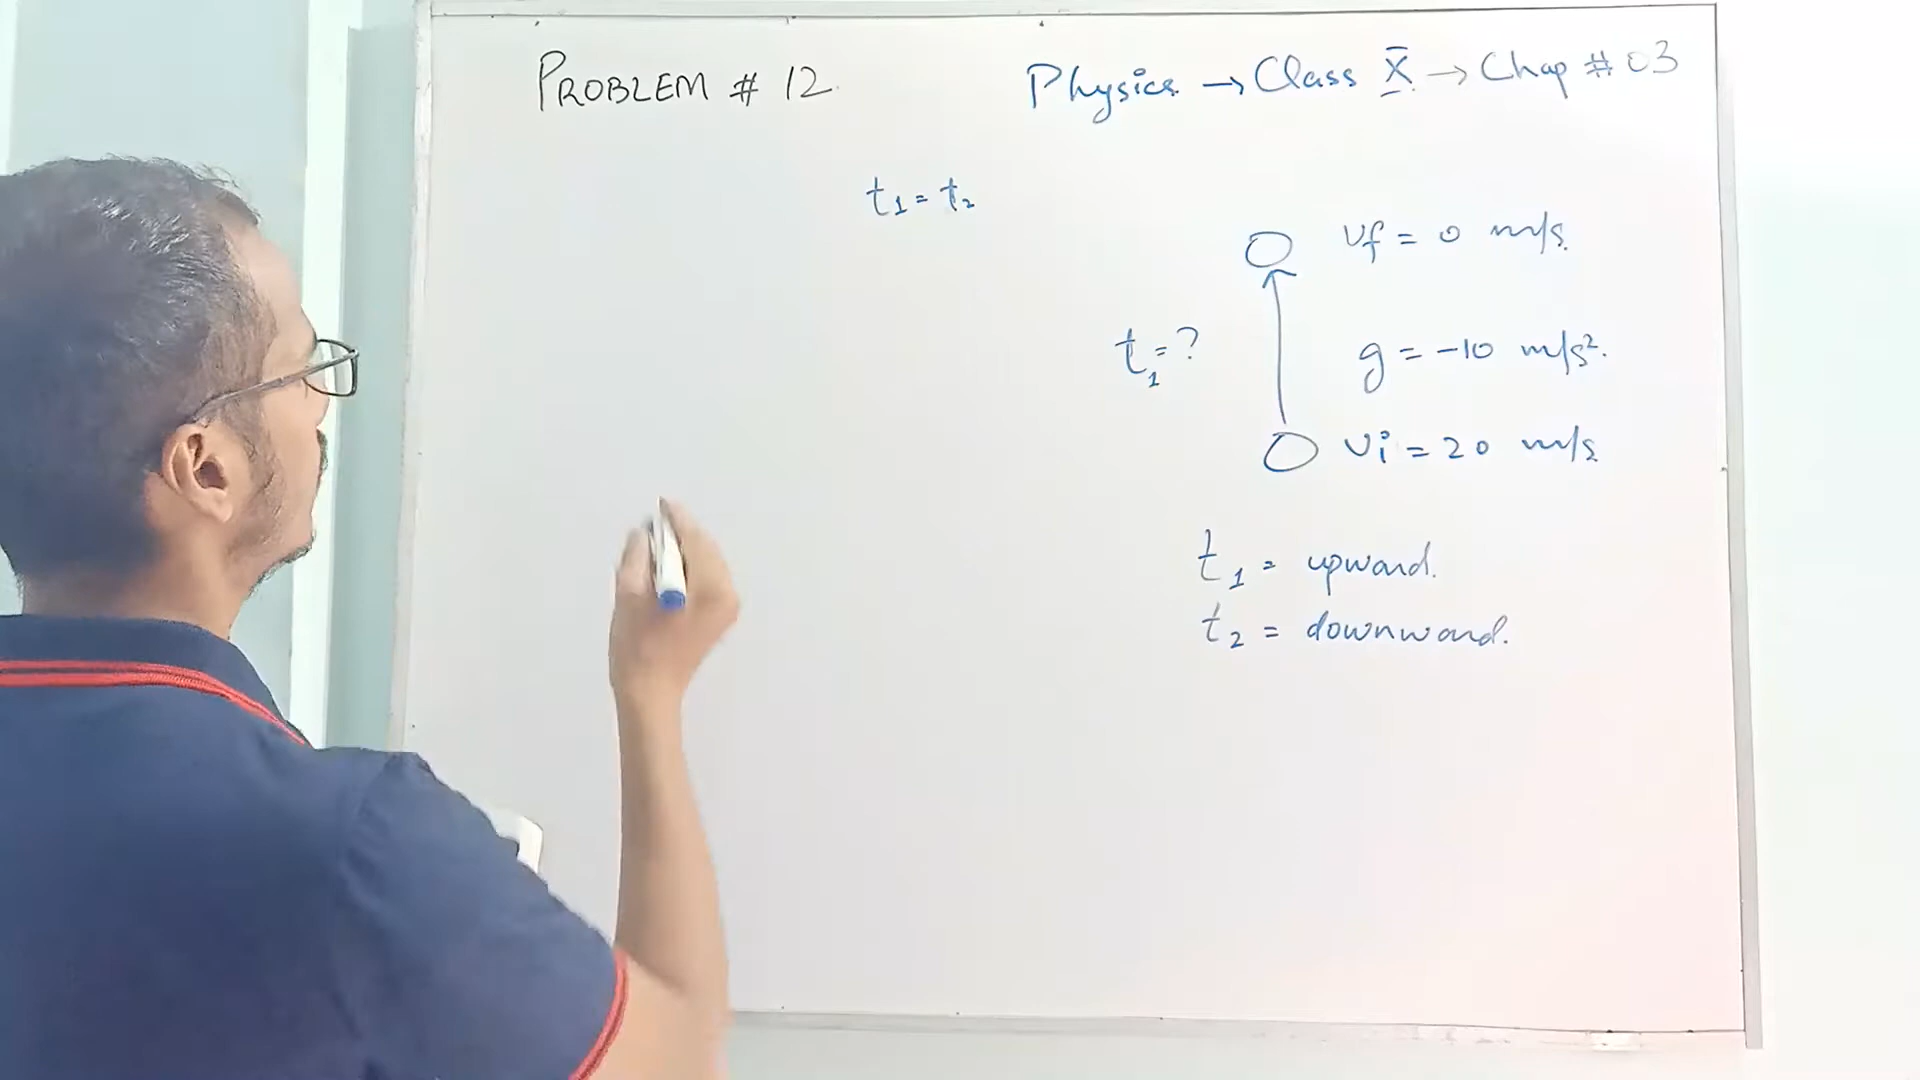 PROBLEM # 12
Physics → Class X → Chap # 03
t₁ = t₂
vf = 0 m/s.
t₁ = ?
g = -10 m/s².
vi = 20 m/s
t₁ = upward.
t₂ = downward.